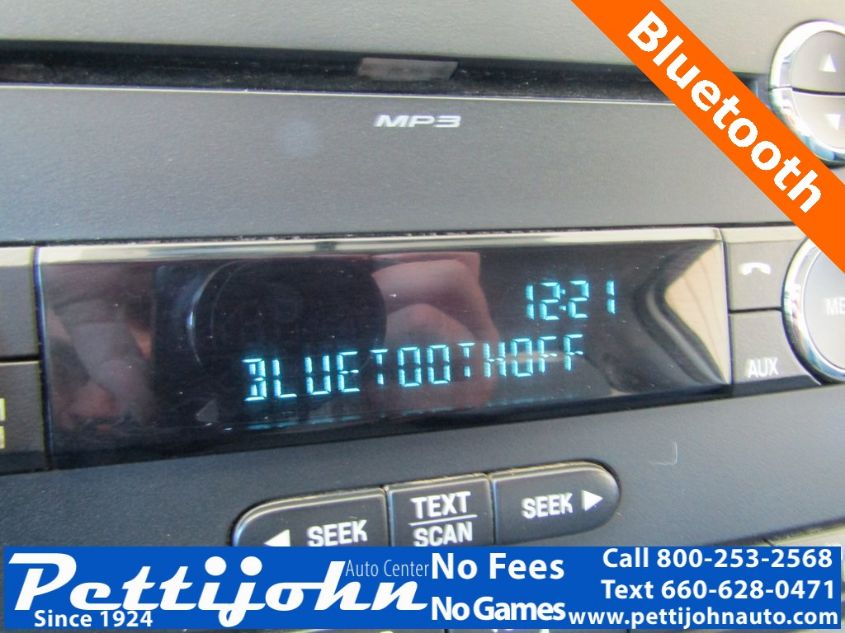 Bluetooth
MP3
12:21
BLUETOOTHOFF
AUX
SEEK
TEXT
SCAN
SEEK
Pettijohn
Auto Center
Since 1924
No Fees
No Games
Call 800-253-2568
Text 660-628-0471
www.pettijohnauto.com